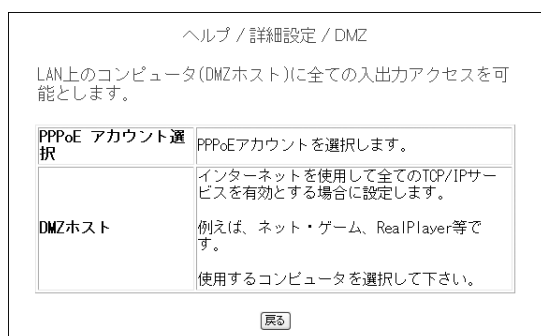 ヘルプ / 詳細設定 / DMZ
LAN上のコンピュータ(DMZホスト)に全ての入出力アクセスを可
能とします。
PPPoE アカウント選
択
PPPoEアカウントを選択します。
DMZホスト
インターネットを使用して全てのTCP/IPサー
ビスを有効とする場合に設定します。
例えば、ネット・ゲーム、RealPlayer等で
す。
使用するコンピュータを選択して下さい。
戻る